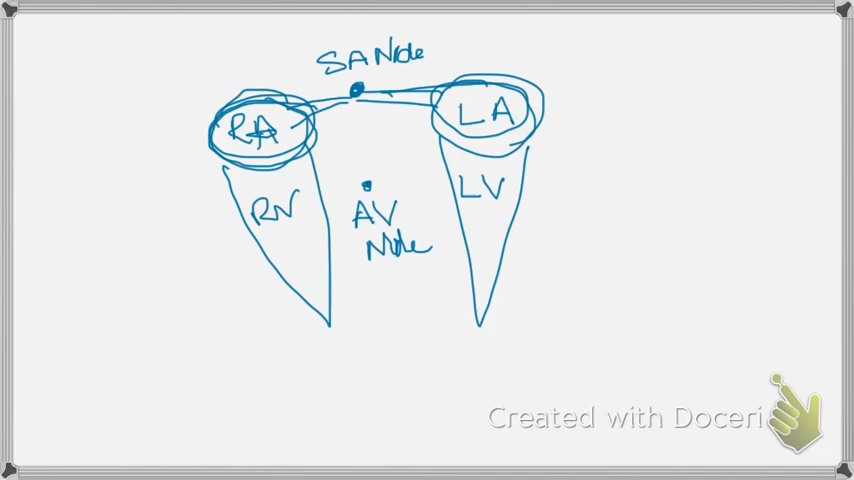 SA Node
RA
LA
RV
LV
AV
Node
Created with Doceri